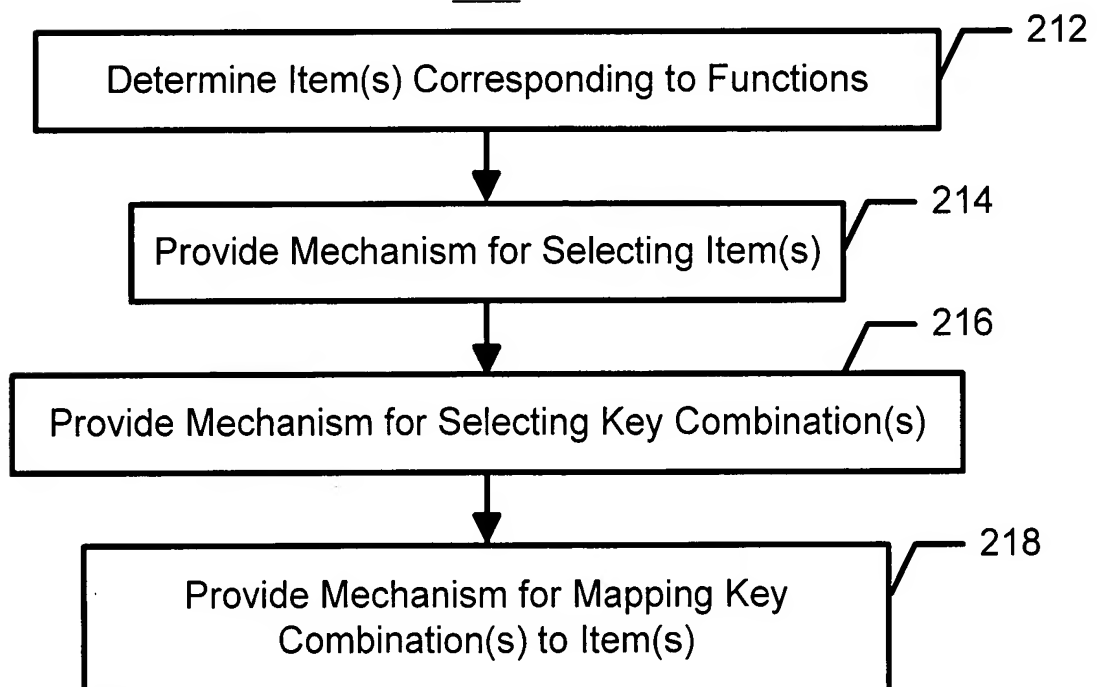 212
Determine Item(s) Corresponding to Functions
214
Provide Mechanism for Selecting Item(s)
216
Provide Mechanism for Selecting Key Combination(s)
218
Provide Mechanism for Mapping Key
Combination(s) to Item(s)